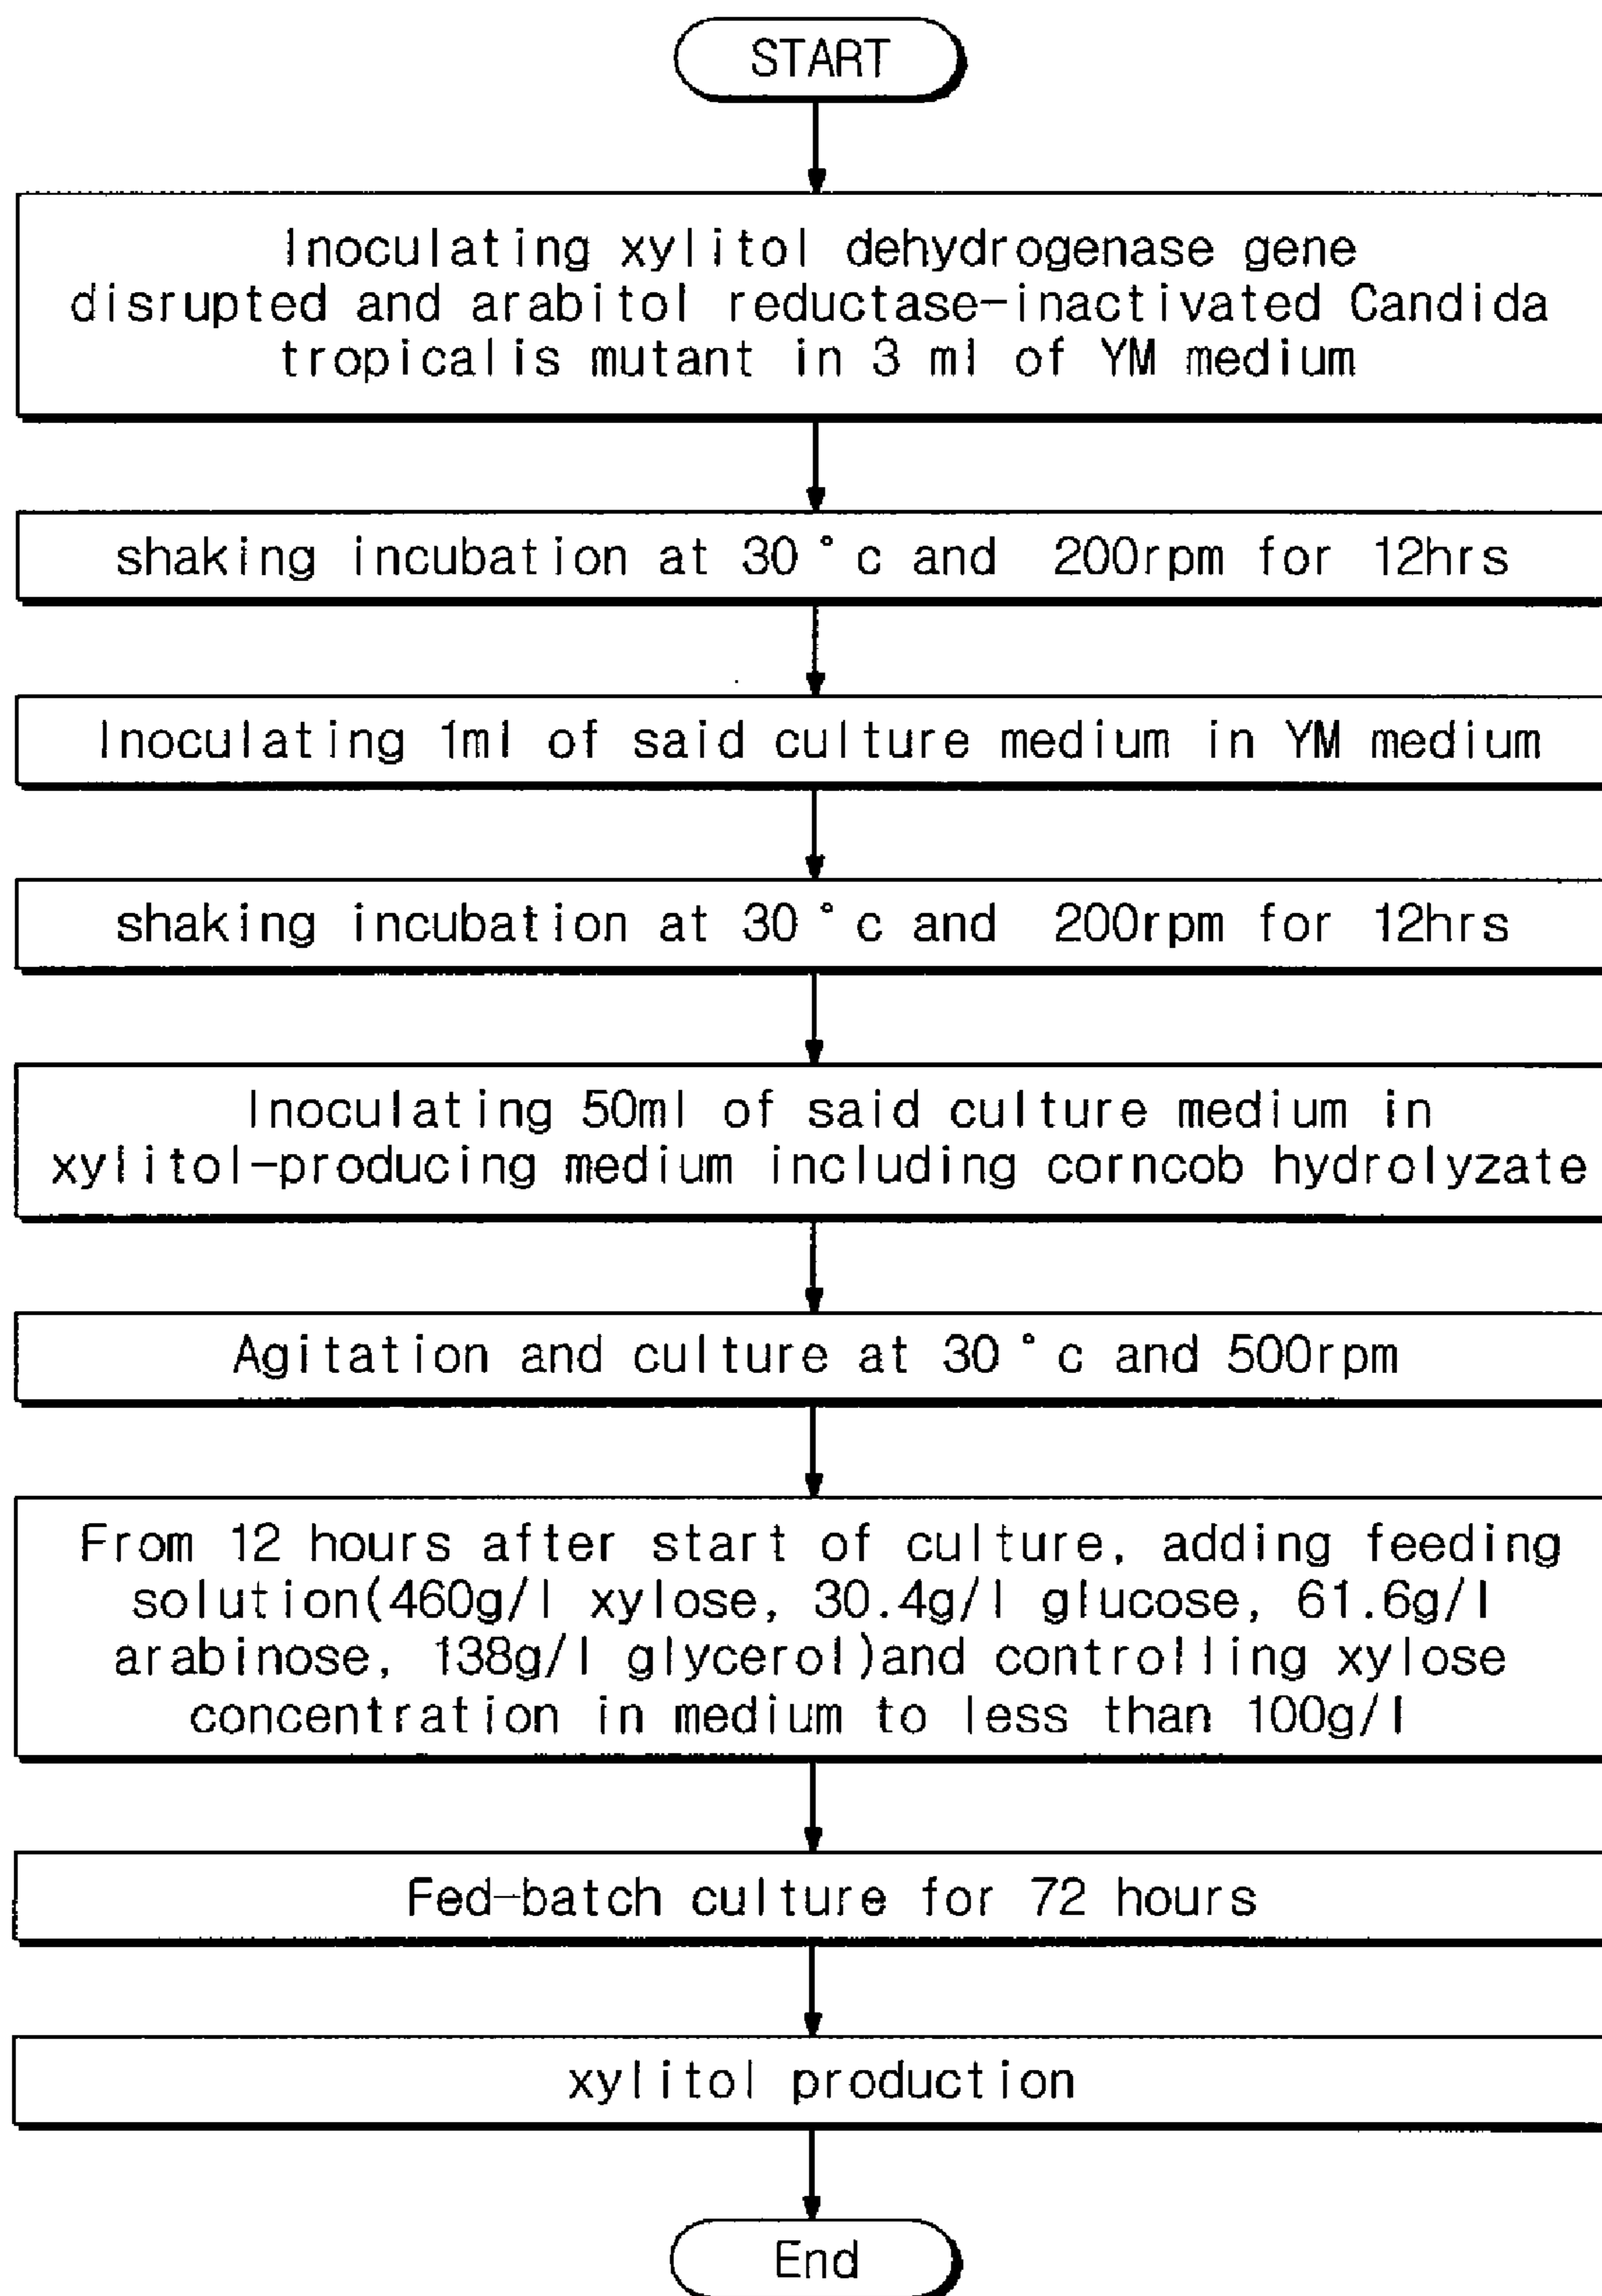 START
Inoculating xylitol dehydrogenase gene
disrupted and arabitol reductase-inactivated Candida
tropicalis mutant in 3 ml of YM medium
shaking incubation at 30°c and 200rpm for 12hrs
Inoculating 1ml of said culture medium in YM medium
shaking incubation at 30°c and 200rpm for 12hrs
Inoculating 50ml of said culture medium in
xylitol-producing medium including corncob hydrolyzate
Agitation and culture at 30°c and 500rpm
From 12 hours after start of culture, adding feeding
solution(460g/l xylose, 30.4g/l glucose, 61.6g/l
arabinose, 138g/l glycerol)and controlling xylose
concentration in medium to less than 100g/l
Fed-batch culture for 72 hours
xylitol production
End